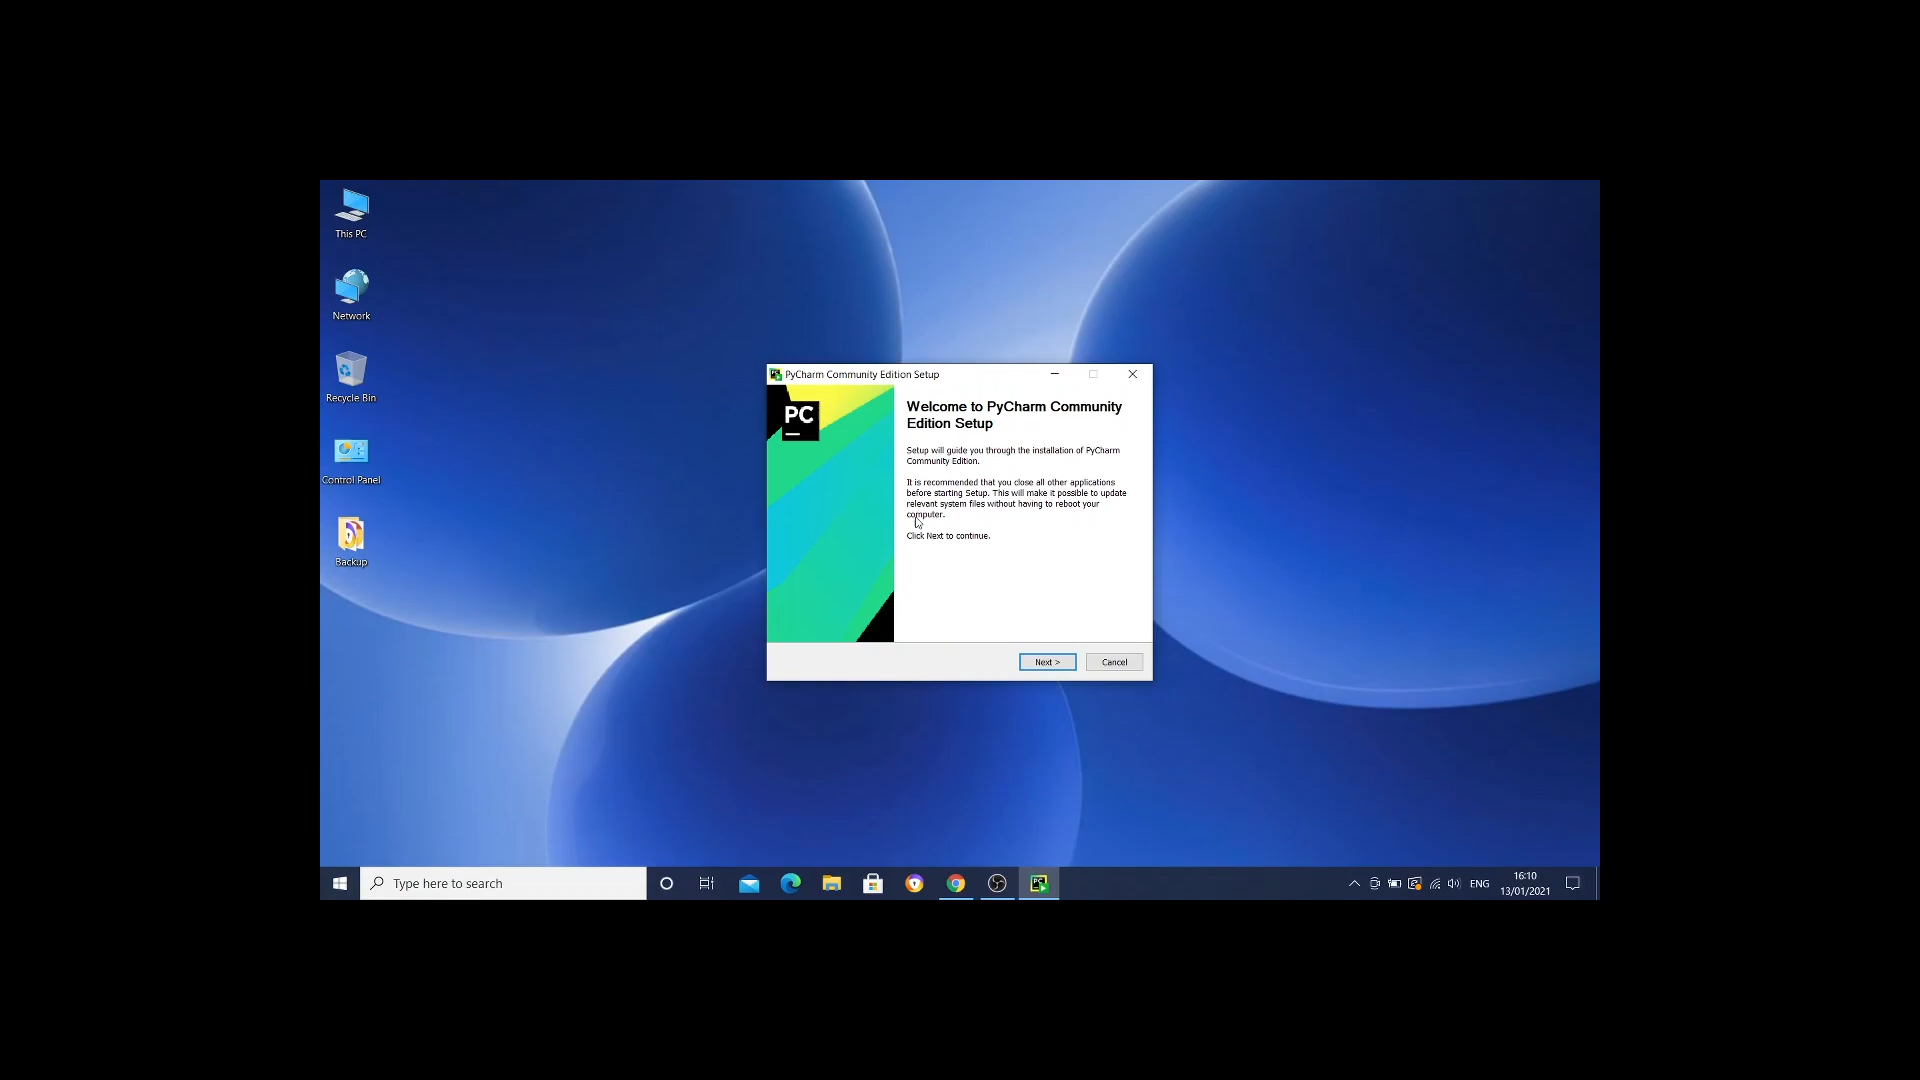 This PC
Network
Recycle Bin
Control Panel
Backup
PyCharm Community Edition Setup
PC
Welcome to PyCharm Community
Edition Setup
Setup will guide you through the installation of PyCharm
Community Edition.
It is recommended that you close all other applications
before starting Setup. This will make it possible to update
relevant system files without having to reboot your
computer.
Click Next to continue.
Next >
Cancel
Type here to search
PC
ENG
16:10
13/01/2021